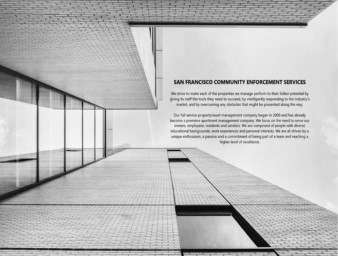 SAN FRANCISCO COMMUNITY ENFORCEMENT SERVICES
We strive to make each of the properties we manage perform to their fullest potential by
giving its staff the tools they need to succeed, by intelligently responding to the industry's
market, and by overcoming any obstacles that might be presented along the way.
Our full service property/asset management company began in 2000 and has already
become a premiere apartment management company. We focus on the need to serve our
owners, employees, residents and vendors. We are comprised of people with diverse
educational backgrounds, work experiences and personal interests. We are all driven by a
unique enthusiasm, a passion and a commitment of being part of a team and reaching a
higher level of excellence.